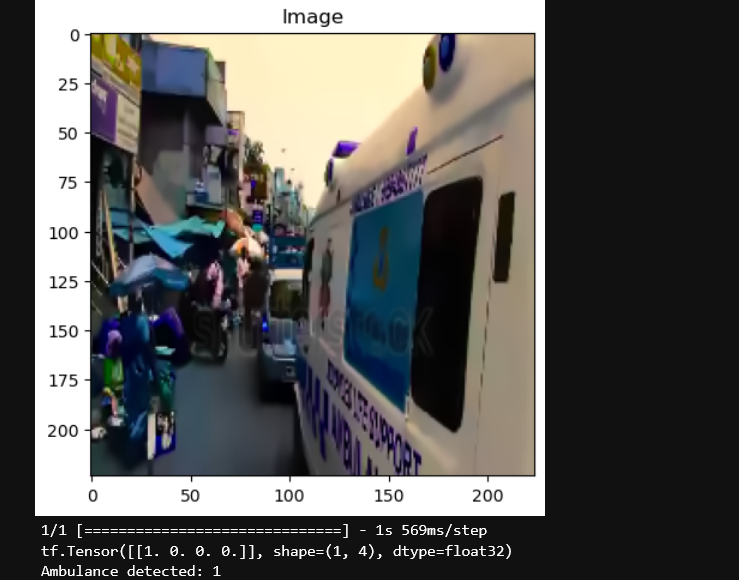 Image
0
25
50
75
100
125
150
175
200
0
50
100
150
200
LIFE SUPPORT
1/1 [==============================] - 1s 569ms/step
tf.Tensor([[1. 0. 0. 0.]], shape=(1, 4), dtype=float32)
Ambulance detected: 1